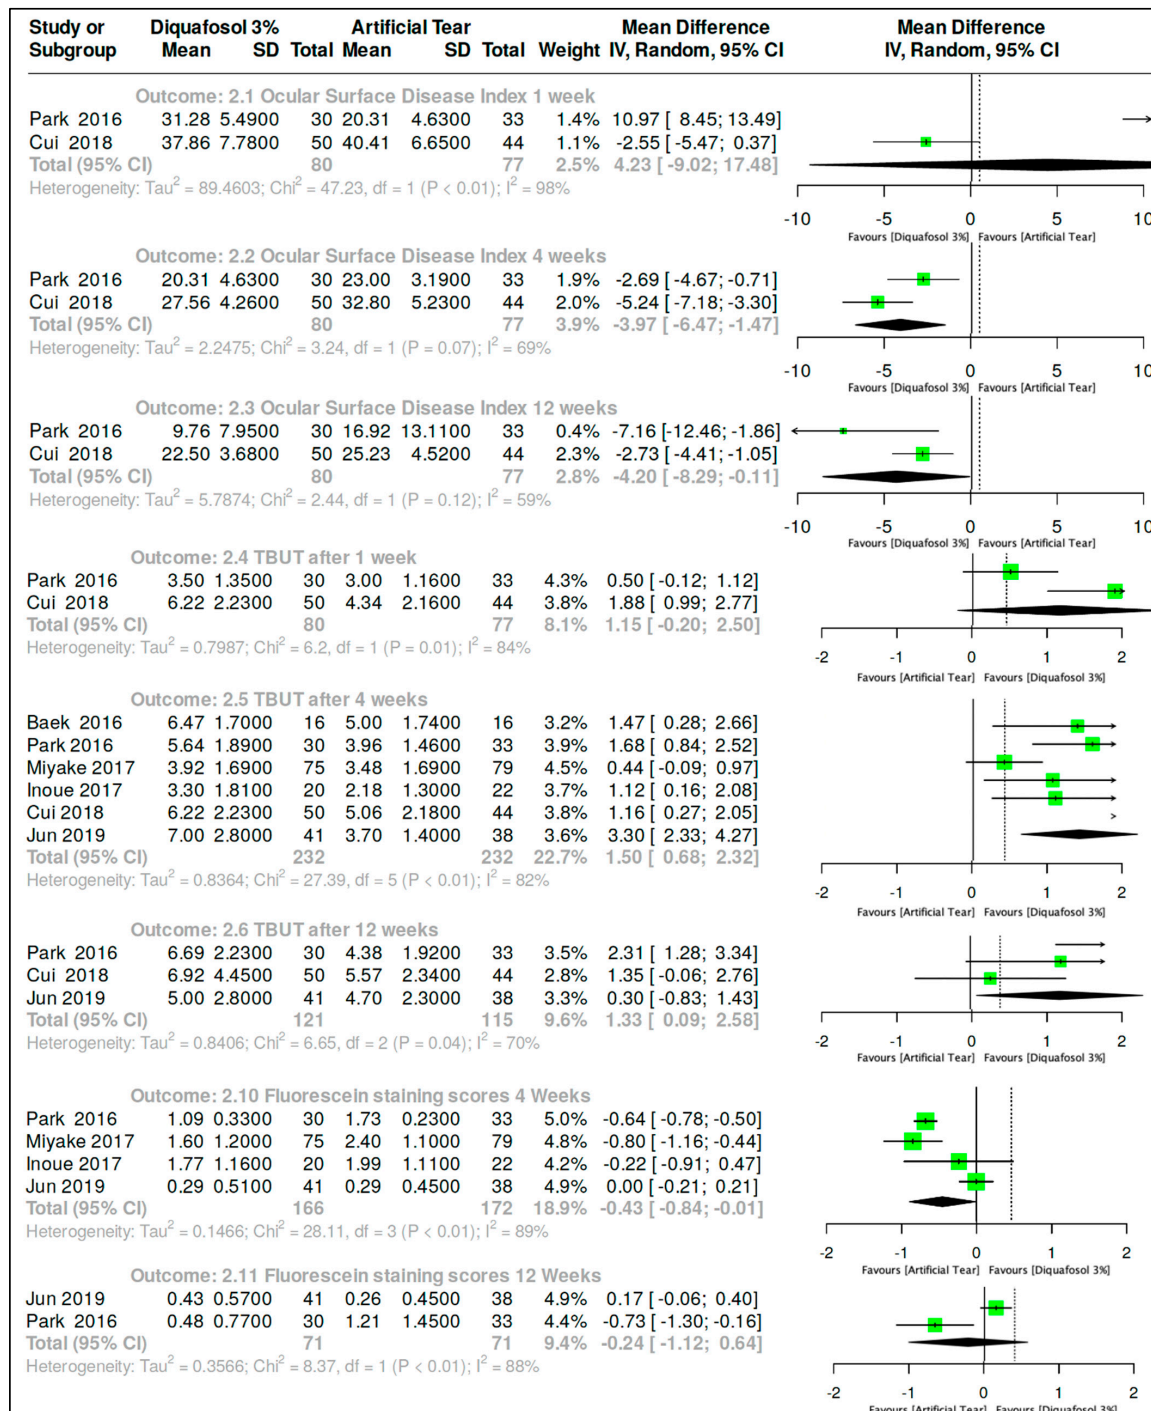 Study or Diquafosol 3% Artificial Tear Mean Difference Mean Difference
Subgroup Mean SD Total Mean SD Total Weight IV, Random, 95% CI IV, Random, 95% CI
Outcome: 2.1 Ocular Surface Disease Index 1 week
Park 2016 31.28 5.4900 30 20.31 4.6300 33 1.4% 10.97 [ 8.45; 13.49]
Cui 2018 37.86 7.7800 50 40.41 6.6500 44 1.1% -2.55 [ -5.47; 0.37]
Total (95% CI) 80 77 2.5% 4.23 [ -9.02; 17.48]
Heterogeneity: Tau² = 89.4603; Chi² = 47.23, df = 1 (P < 0.01); I² = 98%
-10 -5 0 5 10
Favours [Diquafosol 3%] Favours [Artificial Tear]
Outcome: 2.2 Ocular Surface Disease Index 4 weeks
Park 2016 20.31 4.6300 30 23.00 3.1900 33 1.9% -2.69 [ -4.67; -0.71]
Cui 2018 27.56 4.2600 50 32.80 5.2300 44 2.0% -5.24 [ -7.18; -3.30]
Total (95% CI) 80 77 3.9% -3.97 [ -6.47; -1.47]
Heterogeneity: Tau² = 2.2475; Chi² = 3.24, df = 1 (P = 0.07); I² = 69%
-10 -5 0 5 10
Favours [Diquafosol 3%] Favours [Artificial Tear]
Outcome: 2.3 Ocular Surface Disease Index 12 weeks
Park 2016 9.76 7.9500 30 16.92 13.1100 33 0.4% -7.16 [-12.46; -1.86]
Cui 2018 22.50 3.6800 50 25.23 4.5200 44 2.3% -2.73 [ -4.41; -1.05]
Total (95% CI) 80 77 2.8% -4.20 [ -8.29; -0.11]
Heterogeneity: Tau² = 5.7874; Chi² = 2.44, df = 1 (P = 0.12); I² = 59%
-10 -5 0 5 10
Favours [Diquafosol 3%] Favours [Artificial Tear]
Outcome: 2.4 TBUT after 1 week
Park 2016 3.50 1.3500 30 3.00 1.1600 33 4.3% 0.50 [ -0.12; 1.12]
Cui 2018 6.22 2.2300 50 4.34 2.1600 44 3.8% 1.88 [ 0.99; 2.77]
Total (95% CI) 80 77 8.1% 1.15 [ -0.20; 2.50]
Heterogeneity: Tau² = 0.7987; Chi² = 6.2, df = 1 (P = 0.01); I² = 84%
-2 -1 0 1 2
Favours [Artificial Tear] Favours [Diquafosol 3%]
Outcome: 2.5 TBUT after 4 weeks
Baek 2016 6.47 1.7000 16 5.00 1.7400 16 3.2% 1.47 [ 0.28; 2.66]
Park 2016 5.64 1.8900 30 3.96 1.4600 33 3.9% 1.68 [ 0.84; 2.52]
Miyake 2017 3.92 1.6900 75 3.48 1.6900 79 4.5% 0.44 [ -0.09; 0.97]
Inoue 2017 3.30 1.8100 20 2.18 1.3000 22 3.7% 1.12 [ 0.16; 2.08]
Cui 2018 6.22 2.2300 50 5.06 2.1800 44 3.8% 1.16 [ 0.27; 2.05]
Jun 2019 7.00 2.8000 41 3.70 1.4000 38 3.6% 3.30 [ 2.33; 4.27]
Total (95% CI) 232 232 22.7% 1.50 [ 0.68; 2.32]
Heterogeneity: Tau² = 0.8364; Chi² = 27.39, df = 5 (P < 0.01); I² = 82%
-2 -1 0 1 2
Favours [Artificial Tear] Favours [Diquafosol 3%]
Outcome: 2.6 TBUT after 12 weeks
Park 2016 6.69 2.2300 30 4.38 1.9200 33 3.5% 2.31 [ 1.28; 3.34]
Cui 2018 6.92 4.4500 50 5.57 2.3400 44 2.8% 1.35 [ -0.06; 2.76]
Jun 2019 5.00 2.8000 41 4.70 2.3000 38 3.3% 0.30 [ -0.83; 1.43]
Total (95% CI) 121 115 9.6% 1.33 [ 0.09; 2.58]
Heterogeneity: Tau² = 0.8406; Chi² = 6.65, df = 2 (P = 0.04); I² = 70%
-2 -1 0 1 2
Favours [Artificial Tear] Favours [Diquafosol 3%]
Outcome: 2.10 Fluorescein staining scores 4 Weeks
Park 2016 1.09 0.3300 30 1.73 0.2300 33 5.0% -0.64 [ -0.78; -0.50]
Miyake 2017 1.60 1.2000 75 2.40 1.1000 79 4.8% -0.80 [ -1.16; -0.44]
Inoue 2017 1.77 1.1600 20 1.99 1.1100 22 4.2% -0.22 [ -0.91; 0.47]
Jun 2019 0.29 0.5100 41 0.29 0.4500 38 4.9% 0.00 [ -0.21; 0.21]
Total (95% CI) 166 172 18.9% -0.43 [ -0.84; -0.01]
Heterogeneity: Tau² = 0.1466; Chi² = 28.11, df = 3 (P < 0.01); I² = 89%
-2 -1 0 1 2
Favours [Artificial Tear] Favours [Diquafosol 3%]
Outcome: 2.11 Fluorescein staining scores 12 Weeks
Jun 2019 0.43 0.5700 41 0.26 0.4500 38 4.9% 0.17 [ -0.06; 0.40]
Park 2016 0.48 0.7700 30 1.21 1.4500 33 4.4% -0.73 [ -1.30; -0.16]
Total (95% CI) 71 71 9.4% -0.24 [ -1.12; 0.64]
Heterogeneity: Tau² = 0.3566; Chi² = 8.37, df = 1 (P < 0.01); I² = 88%
-2 -1 0 1 2
Favours [Artificial Tear] Favours [Diquafosol 3%]